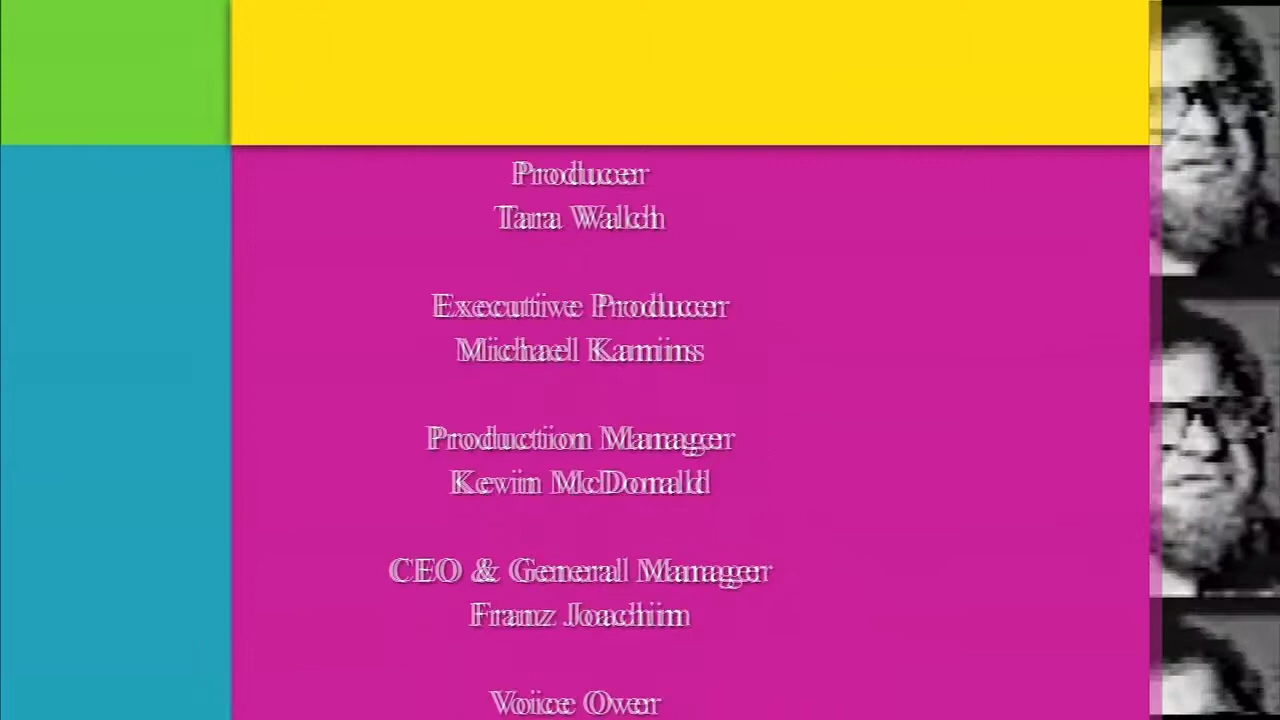 Producer
Tara Walch
Executive Producer
Michael Kamins
Production Manager
Kevin McDonald
CEO & General Manager
Franz Joachim
Voice Over